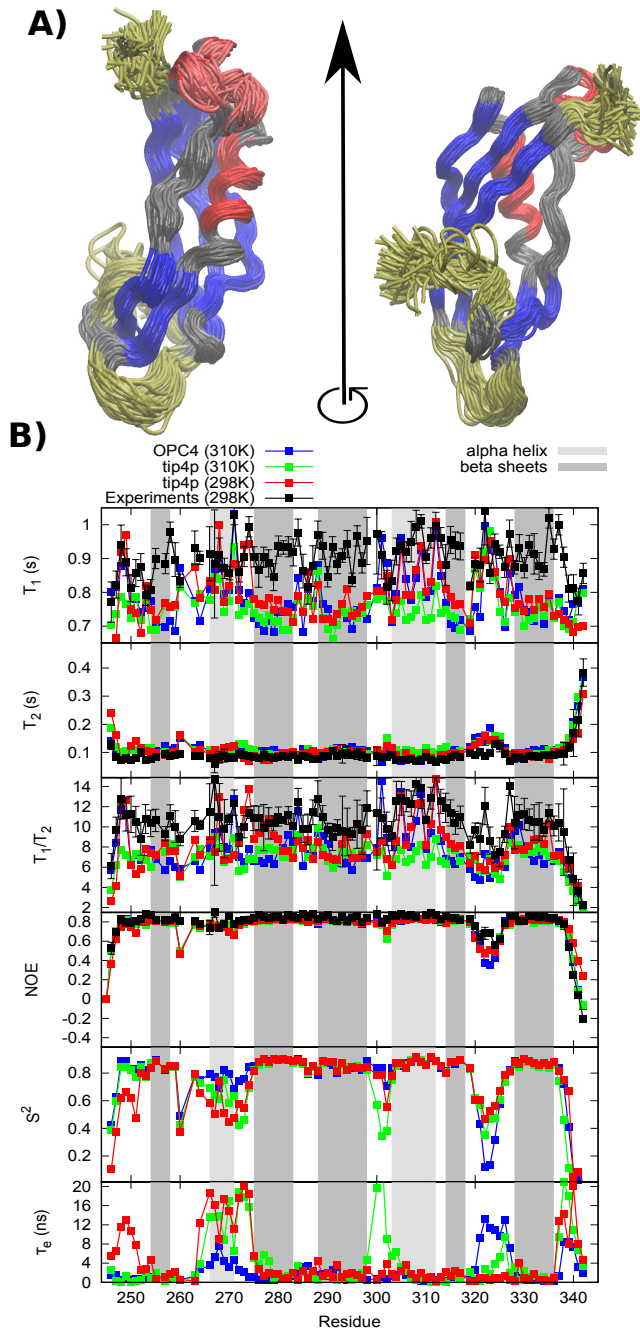 A)
B)
OPC4 (310K)
tip4p (310K)
tip4p (298K)
Experiments (298K)
alpha helix
beta sheets
T1 (s)
1
0.9
0.8
0.7
T2 (s)
0.4
0.3
0.2
0.1
T1/T2
14
12
10
8
6
4
2
NOE
0.8
0.6
0.4
0.2
0
-0.2
-0.4
S2
0.8
0.6
0.4
0.2
τe (ns)
20
16
12
8
4
0
250 260 270 280 290 300 310 320 330 340
Residue